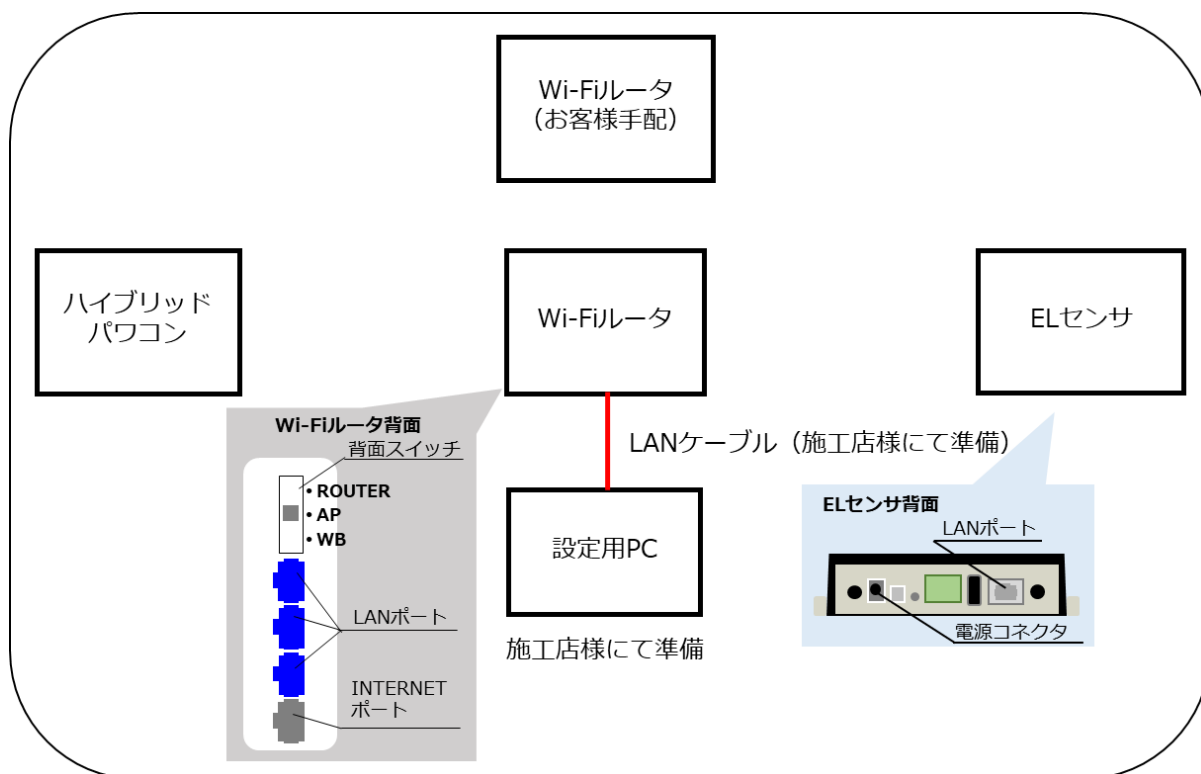 Wi-Fiルータ
（お客様手配）
ハイブリッド
パワコン
Wi-Fiルータ
ELセンサ
Wi-Fiルータ背面
背面スイッチ
• ROUTER
• AP
• WB
LANポート
INTERNET
ポート
LANケーブル（施工店様にて準備）
設定用PC
施工店様にて準備
ELセンサ背面
LANポート
電源コネクタ